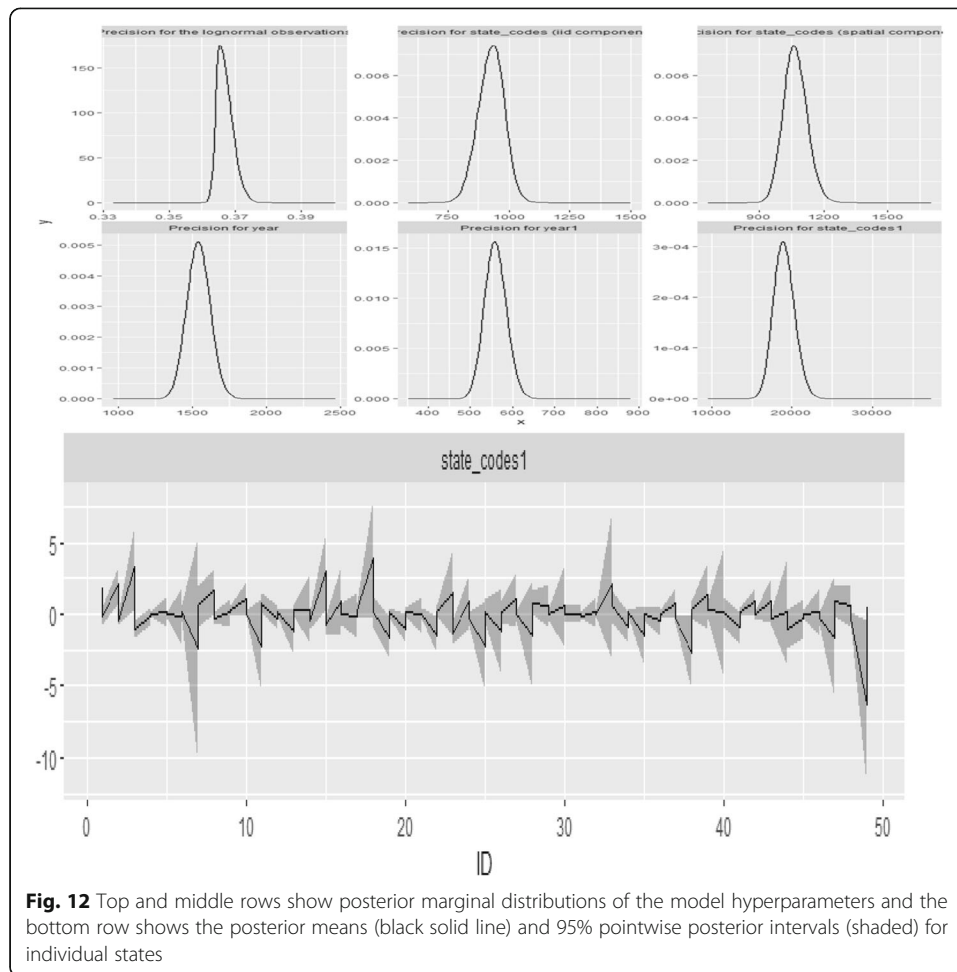 Precision for the lognormal observations
recision for state_codes (iid componen
cision for state_codes (spatial compon
150
100
50
0
0.33 0.35 0.37 0.39
0.006
0.004
0.002
0.000
750 1000 1250 1500
0.006
0.004
0.002
0.000
900 1200 1500
y
Precision for year
Precision for year1
Precision for state_codes1
0.005
0.004
0.003
0.002
0.001
0.000
1000 1500 2000 2500
0.015
0.010
0.005
0.000
400 500 600 700 800 900
3e-04
2e-04
1e-04
0e+00
10000 20000 30000
x
state_codes1
5
0
-5
-10
0 10 20 30 40 50
ID
Fig. 12 Top and middle rows show posterior marginal distributions of the model hyperparameters and the
bottom row shows the posterior means (black solid line) and 95% pointwise posterior intervals (shaded) for
individual states